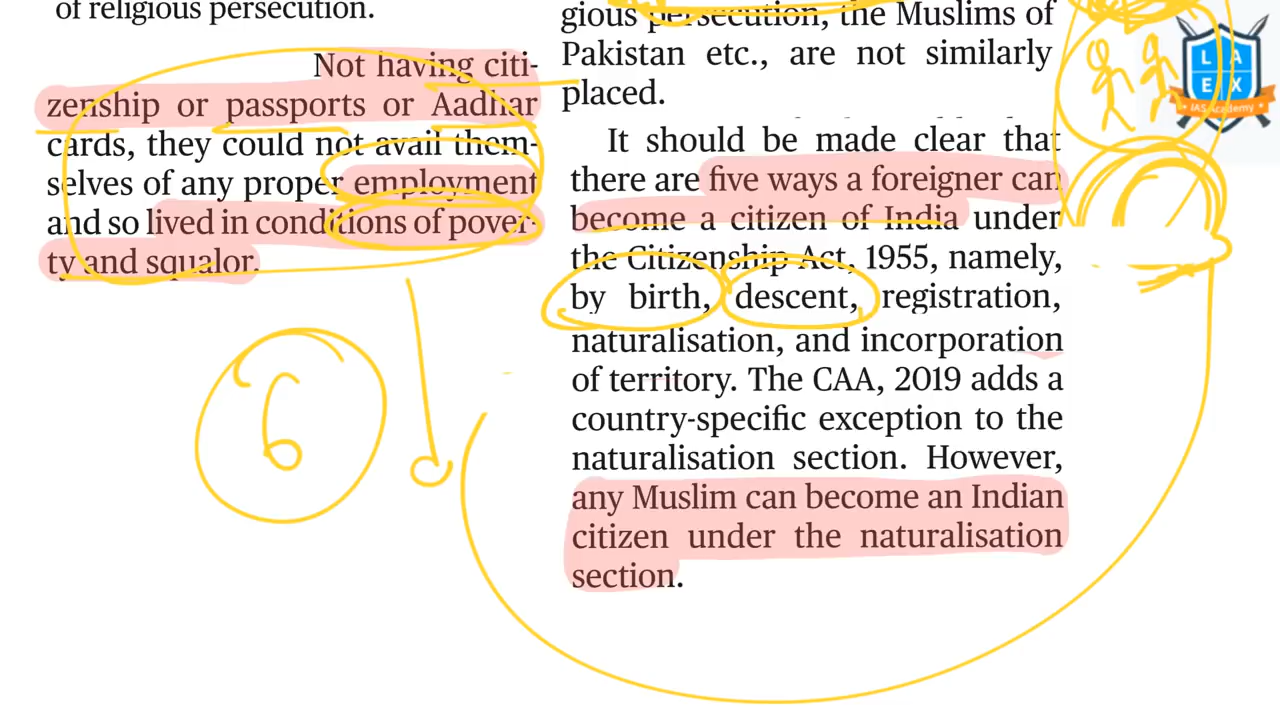 of religious persecution.
Not having citi-
zenship or passports or Aadhar
cards, they could not avail them-
selves of any proper employment
and so lived in conditions of pover-
ty and squalor.
6
gious persecution, the Muslims of
Pakistan etc., are not similarly
placed.
It should be made clear that
there are five ways a foreigner can
become a citizen of India under
the Citizenship Act, 1955, namely,
by birth, descent, registration,
naturalisation, and incorporation
of territory. The CAA, 2019 adds a
country-specific exception to the
naturalisation section. However,
any Muslim can become an Indian
citizen under the naturalisation
section.
L A
E X
IAS Academy